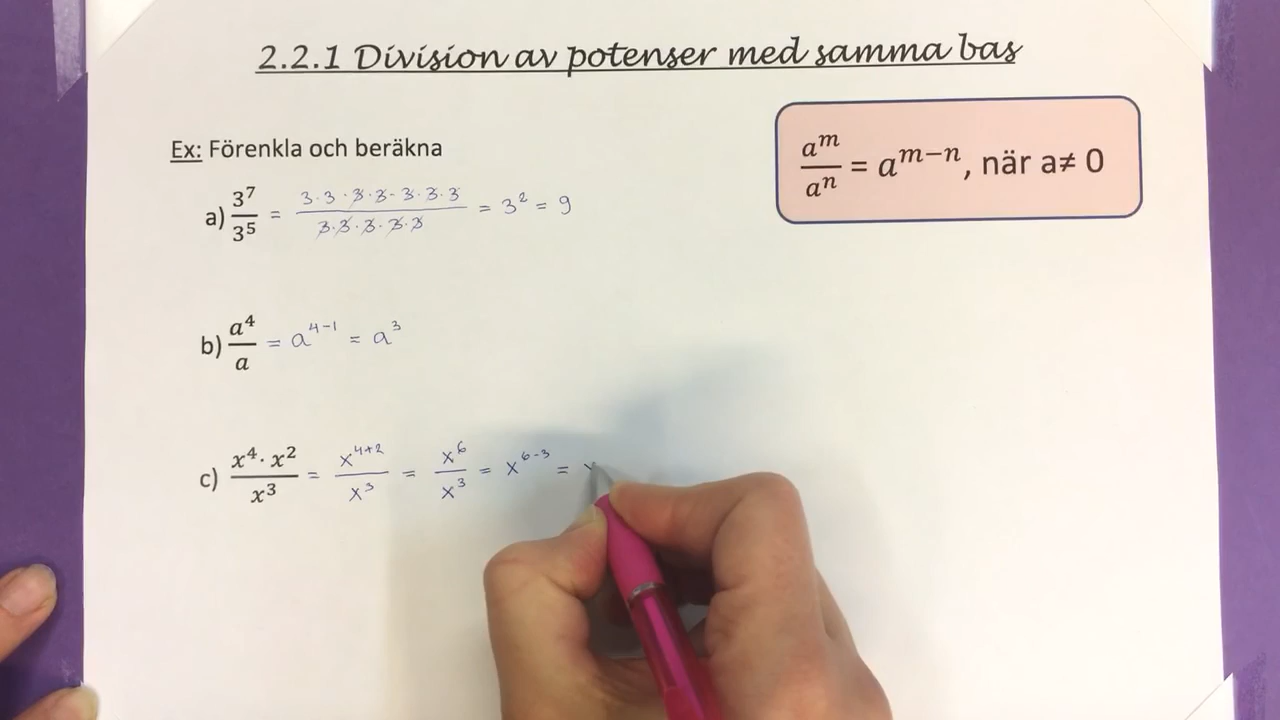 2.2.1 Division av potenser med samma bas
a^m/a^n = a^(m−n), när a≠ 0
Ex: Förenkla och beräkna
a) 3^7/3^5 = (3·3·3·3·3·3·3)/(3·3·3·3·3) = 3^2 = 9
b) a^4/a = a^(4-1) = a^3
c) (x^4·x^2)/x^3 = x^(4+2)/x^3 = x^6/x^3 = x^(6-3) =